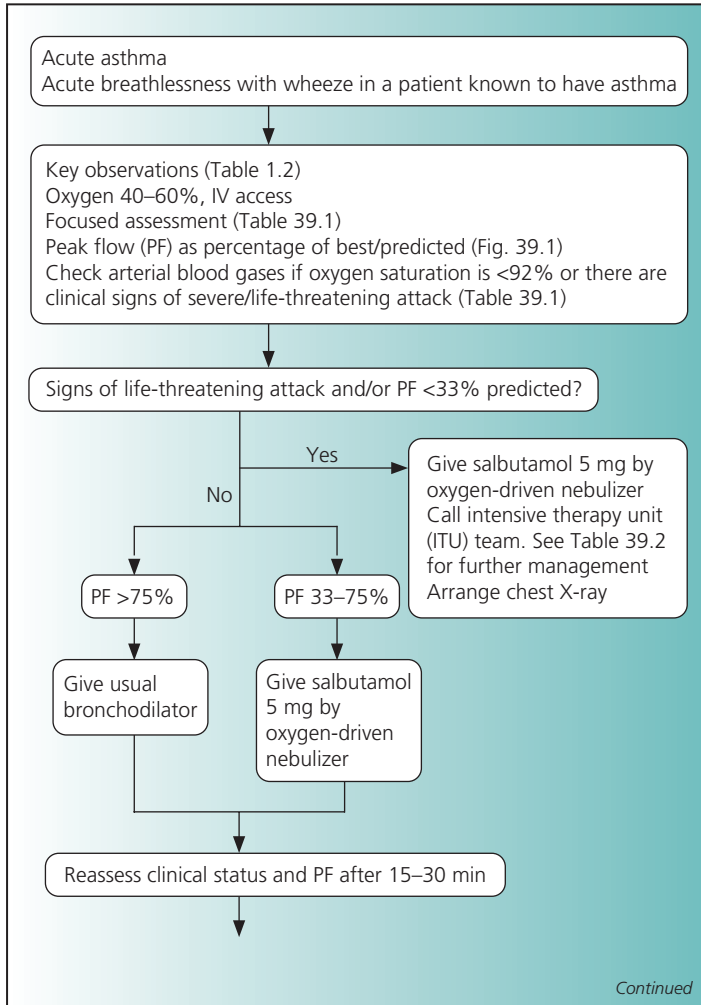 Acute asthma
Acute breathlessness with wheeze in a patient known to have asthma
Key observations (Table 1.2)
Oxygen 40–60%, IV access
Focused assessment (Table 39.1)
Peak flow (PF) as percentage of best/predicted (Fig. 39.1)
Check arterial blood gases if oxygen saturation is <92% or there are
clinical signs of severe/life-threatening attack (Table 39.1)
Signs of life-threatening attack and/or PF <33% predicted?
Yes
Give salbutamol 5 mg by
oxygen-driven nebulizer
Call intensive therapy unit
(ITU) team. See Table 39.2
for further management
Arrange chest X-ray
No
PF >75%
PF 33–75%
Give usual
bronchodilator
Give salbutamol
5 mg by
oxygen-driven
nebulizer
Reassess clinical status and PF after 15–30 min
Continued